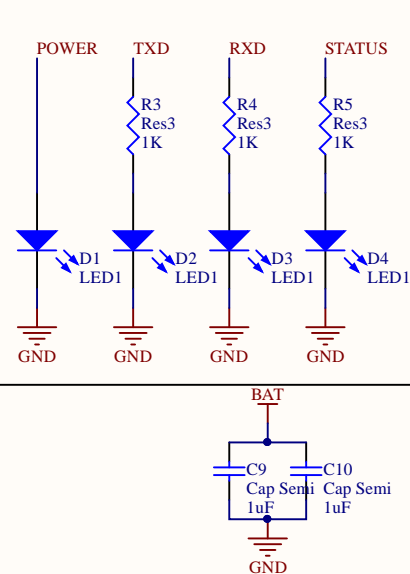 POWER TXD RXD STATUS
R3 R4 R5
Res3 Res3 Res3
1K 1K 1K
D1 D2 D3 D4
LED1 LED1 LED1 LED1
GND GND GND GND
BAT
C9 C10
Cap Semi Cap Semi
1uF 1uF
GND